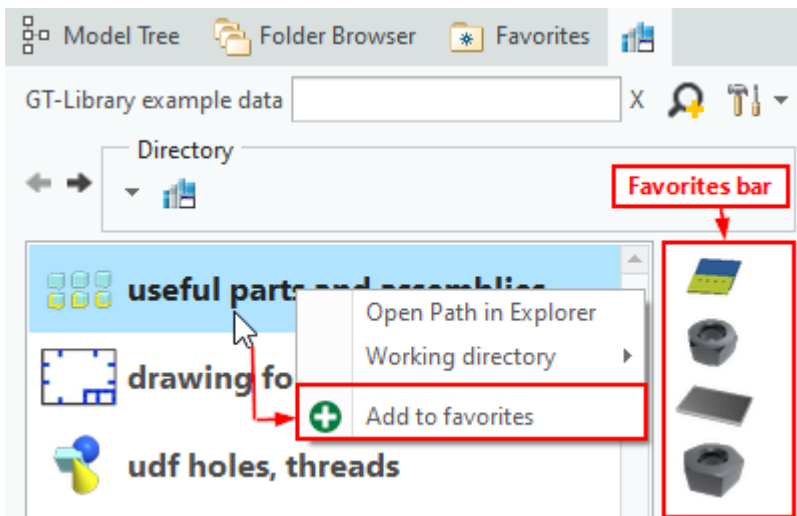 Model Tree Folder Browser Favorites
GT-Library example data X
Directory
Favorites bar
useful parts and assemblies
Open Path in Explorer
Working directory
drawing fo
Add to favorites
udf holes, threads